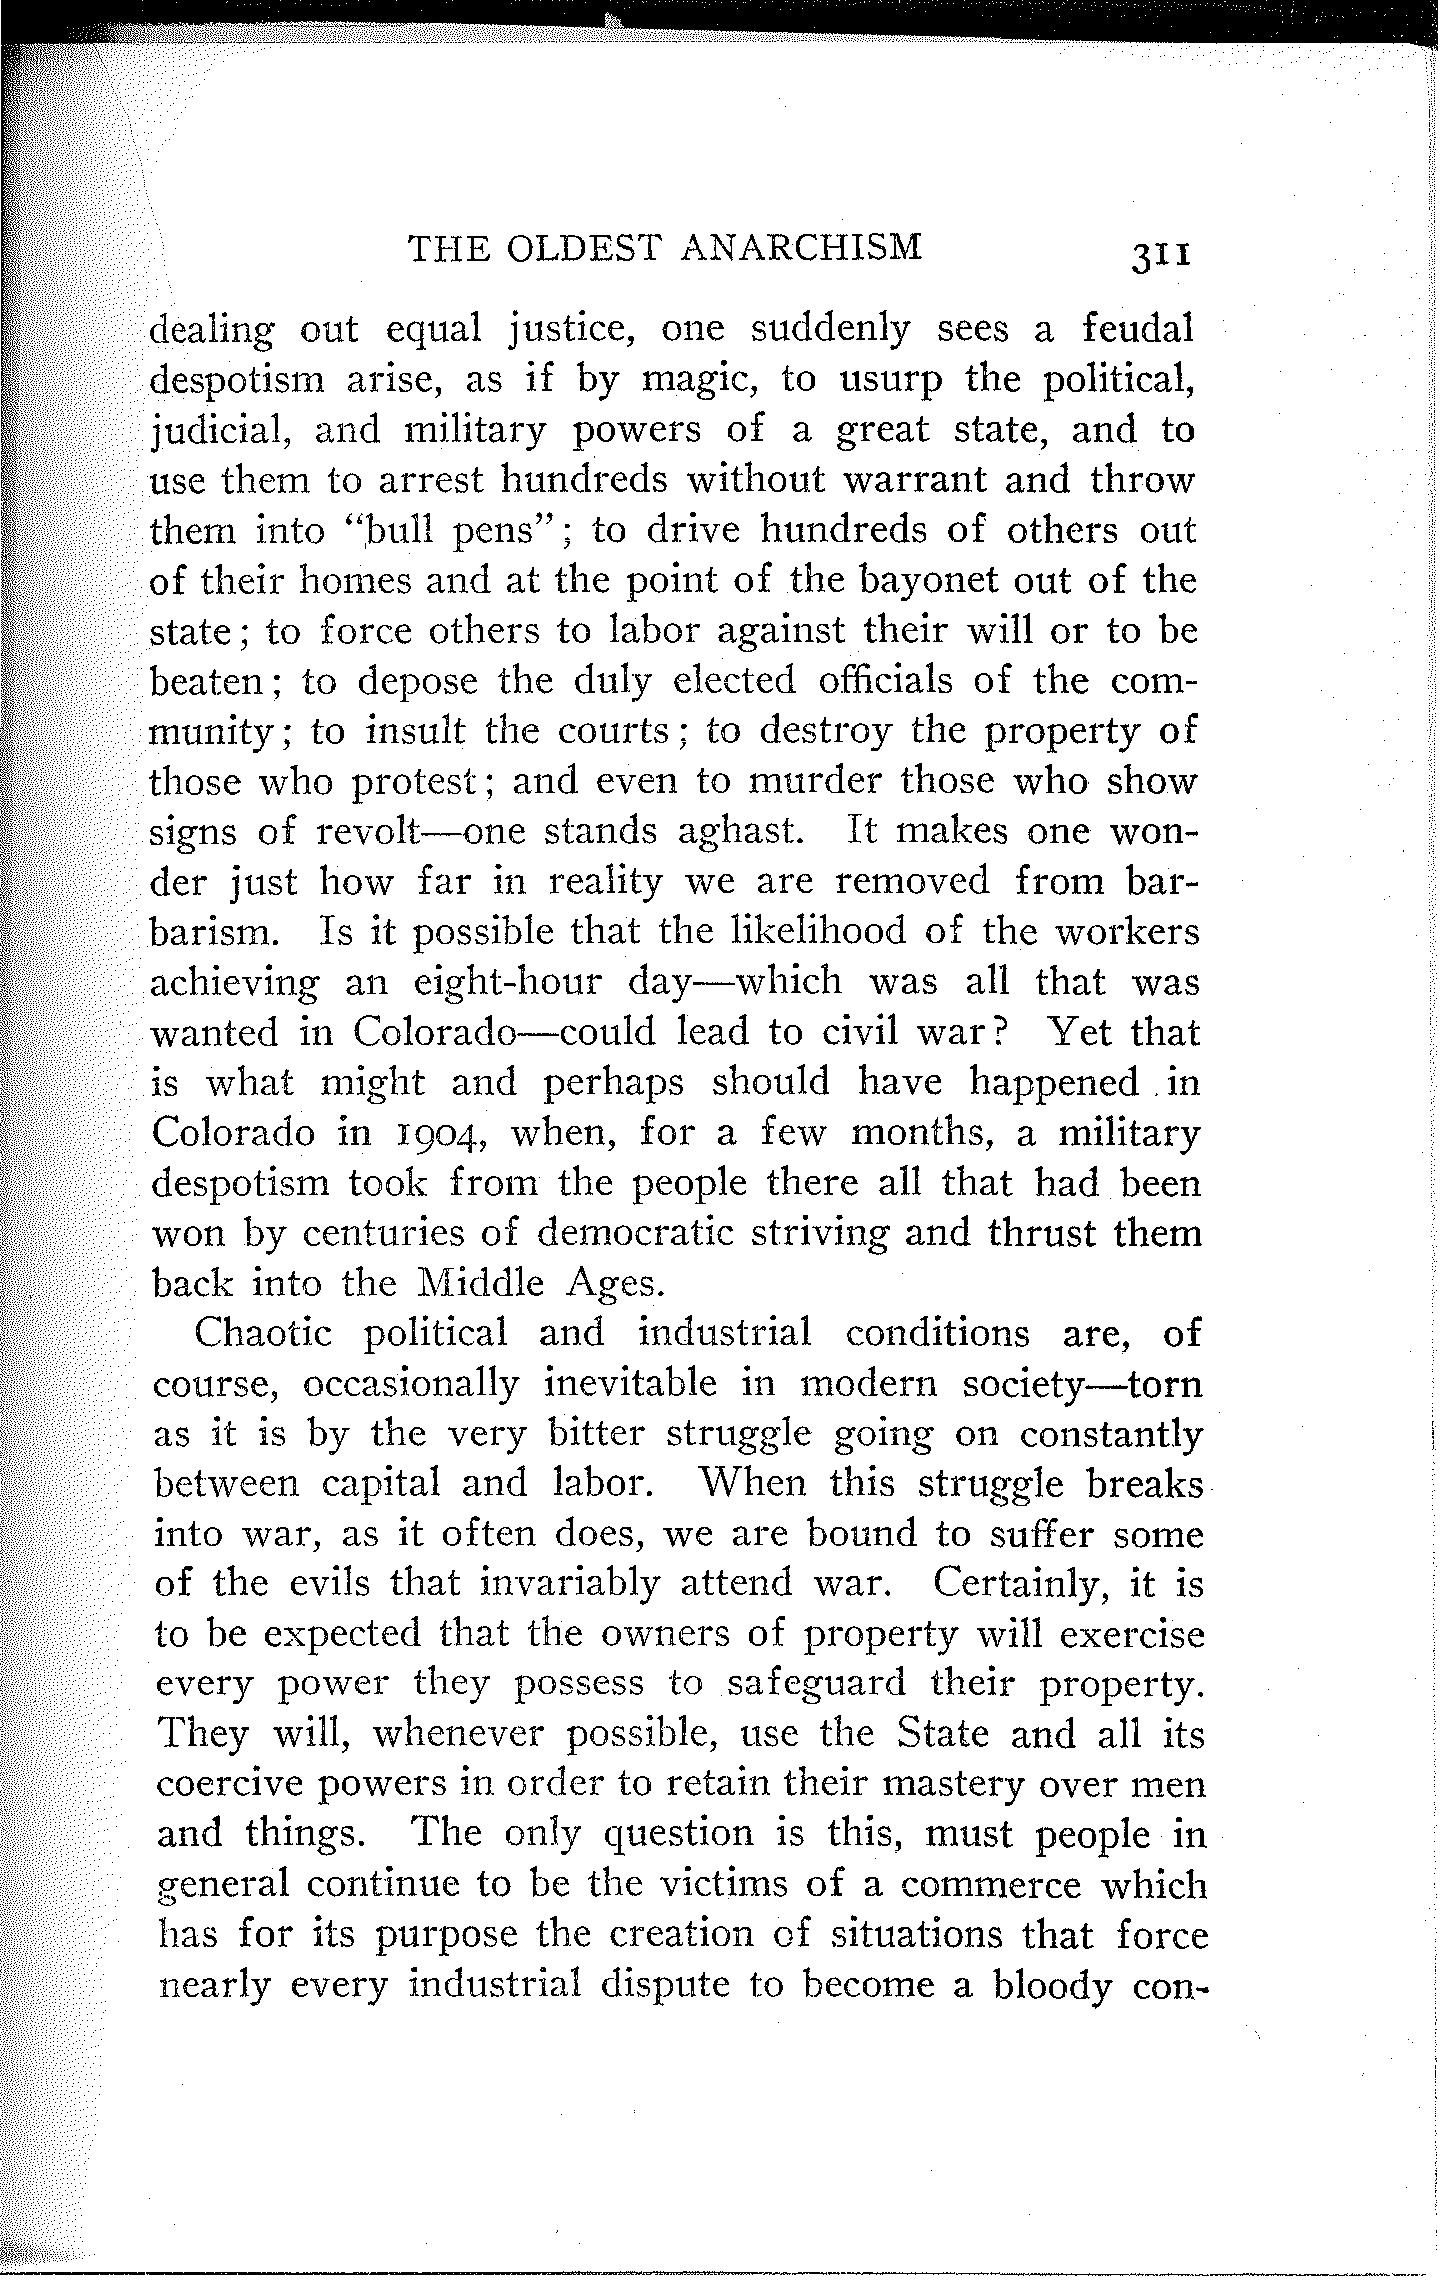 THE OLDEST ANARCHISM 311
dealing out equal justice, one suddenly sees a feudal
despotism arise, as if by magic, to usurp the political,
judicial, and military powers of a great state, and to
use them to arrest hundreds without warrant and throw
them into "bull pens"; to drive hundreds of others out
of their homes and at the point of the bayonet out of the
state; to force others to labor against their will or to be
beaten; to depose the duly elected officials of the com-
munity; to insult the courts; to destroy the property of
those who protest; and even to murder those who show
signs of revolt—one stands aghast. It makes one won-
der just how far in reality we are removed from bar-
barism. Is it possible that the likelihood of the workers
achieving an eight-hour day—which was all that was
wanted in Colorado—could lead to civil war? Yet that
is what might and perhaps should have happened in
Colorado in 1904, when, for a few months, a military
despotism took from the people there all that had been
won by centuries of democratic striving and thrust them
back into the Middle Ages.
Chaotic political and industrial conditions are, of
course, occasionally inevitable in modern society—torn
as it is by the very bitter struggle going on constantly
between capital and labor. When this struggle breaks
into war, as it often does, we are bound to suffer some
of the evils that invariably attend war. Certainly, it is
to be expected that the owners of property will exercise
every power they possess to safeguard their property.
They will, whenever possible, use the State and all its
coercive powers in order to retain their mastery over men
and things. The only question is this, must people in
general continue to be the victims of a commerce which
has for its purpose the creation of situations that force
nearly every industrial dispute to become a bloody con-